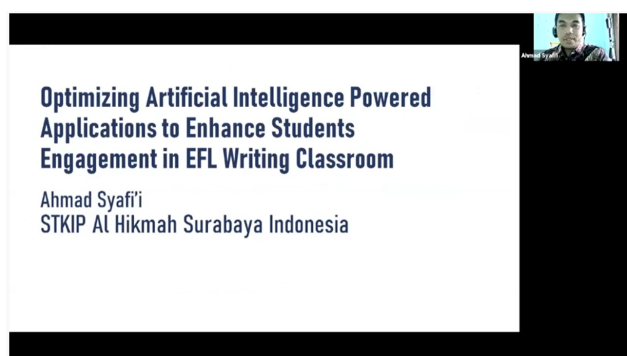 Optimizing Artificial Intelligence Powered
Applications to Enhance Students
Engagement in EFL Writing Classroom
Ahmad Syafi'i
STKIP Al Hikmah Surabaya Indonesia
Ahmad Syafi'i